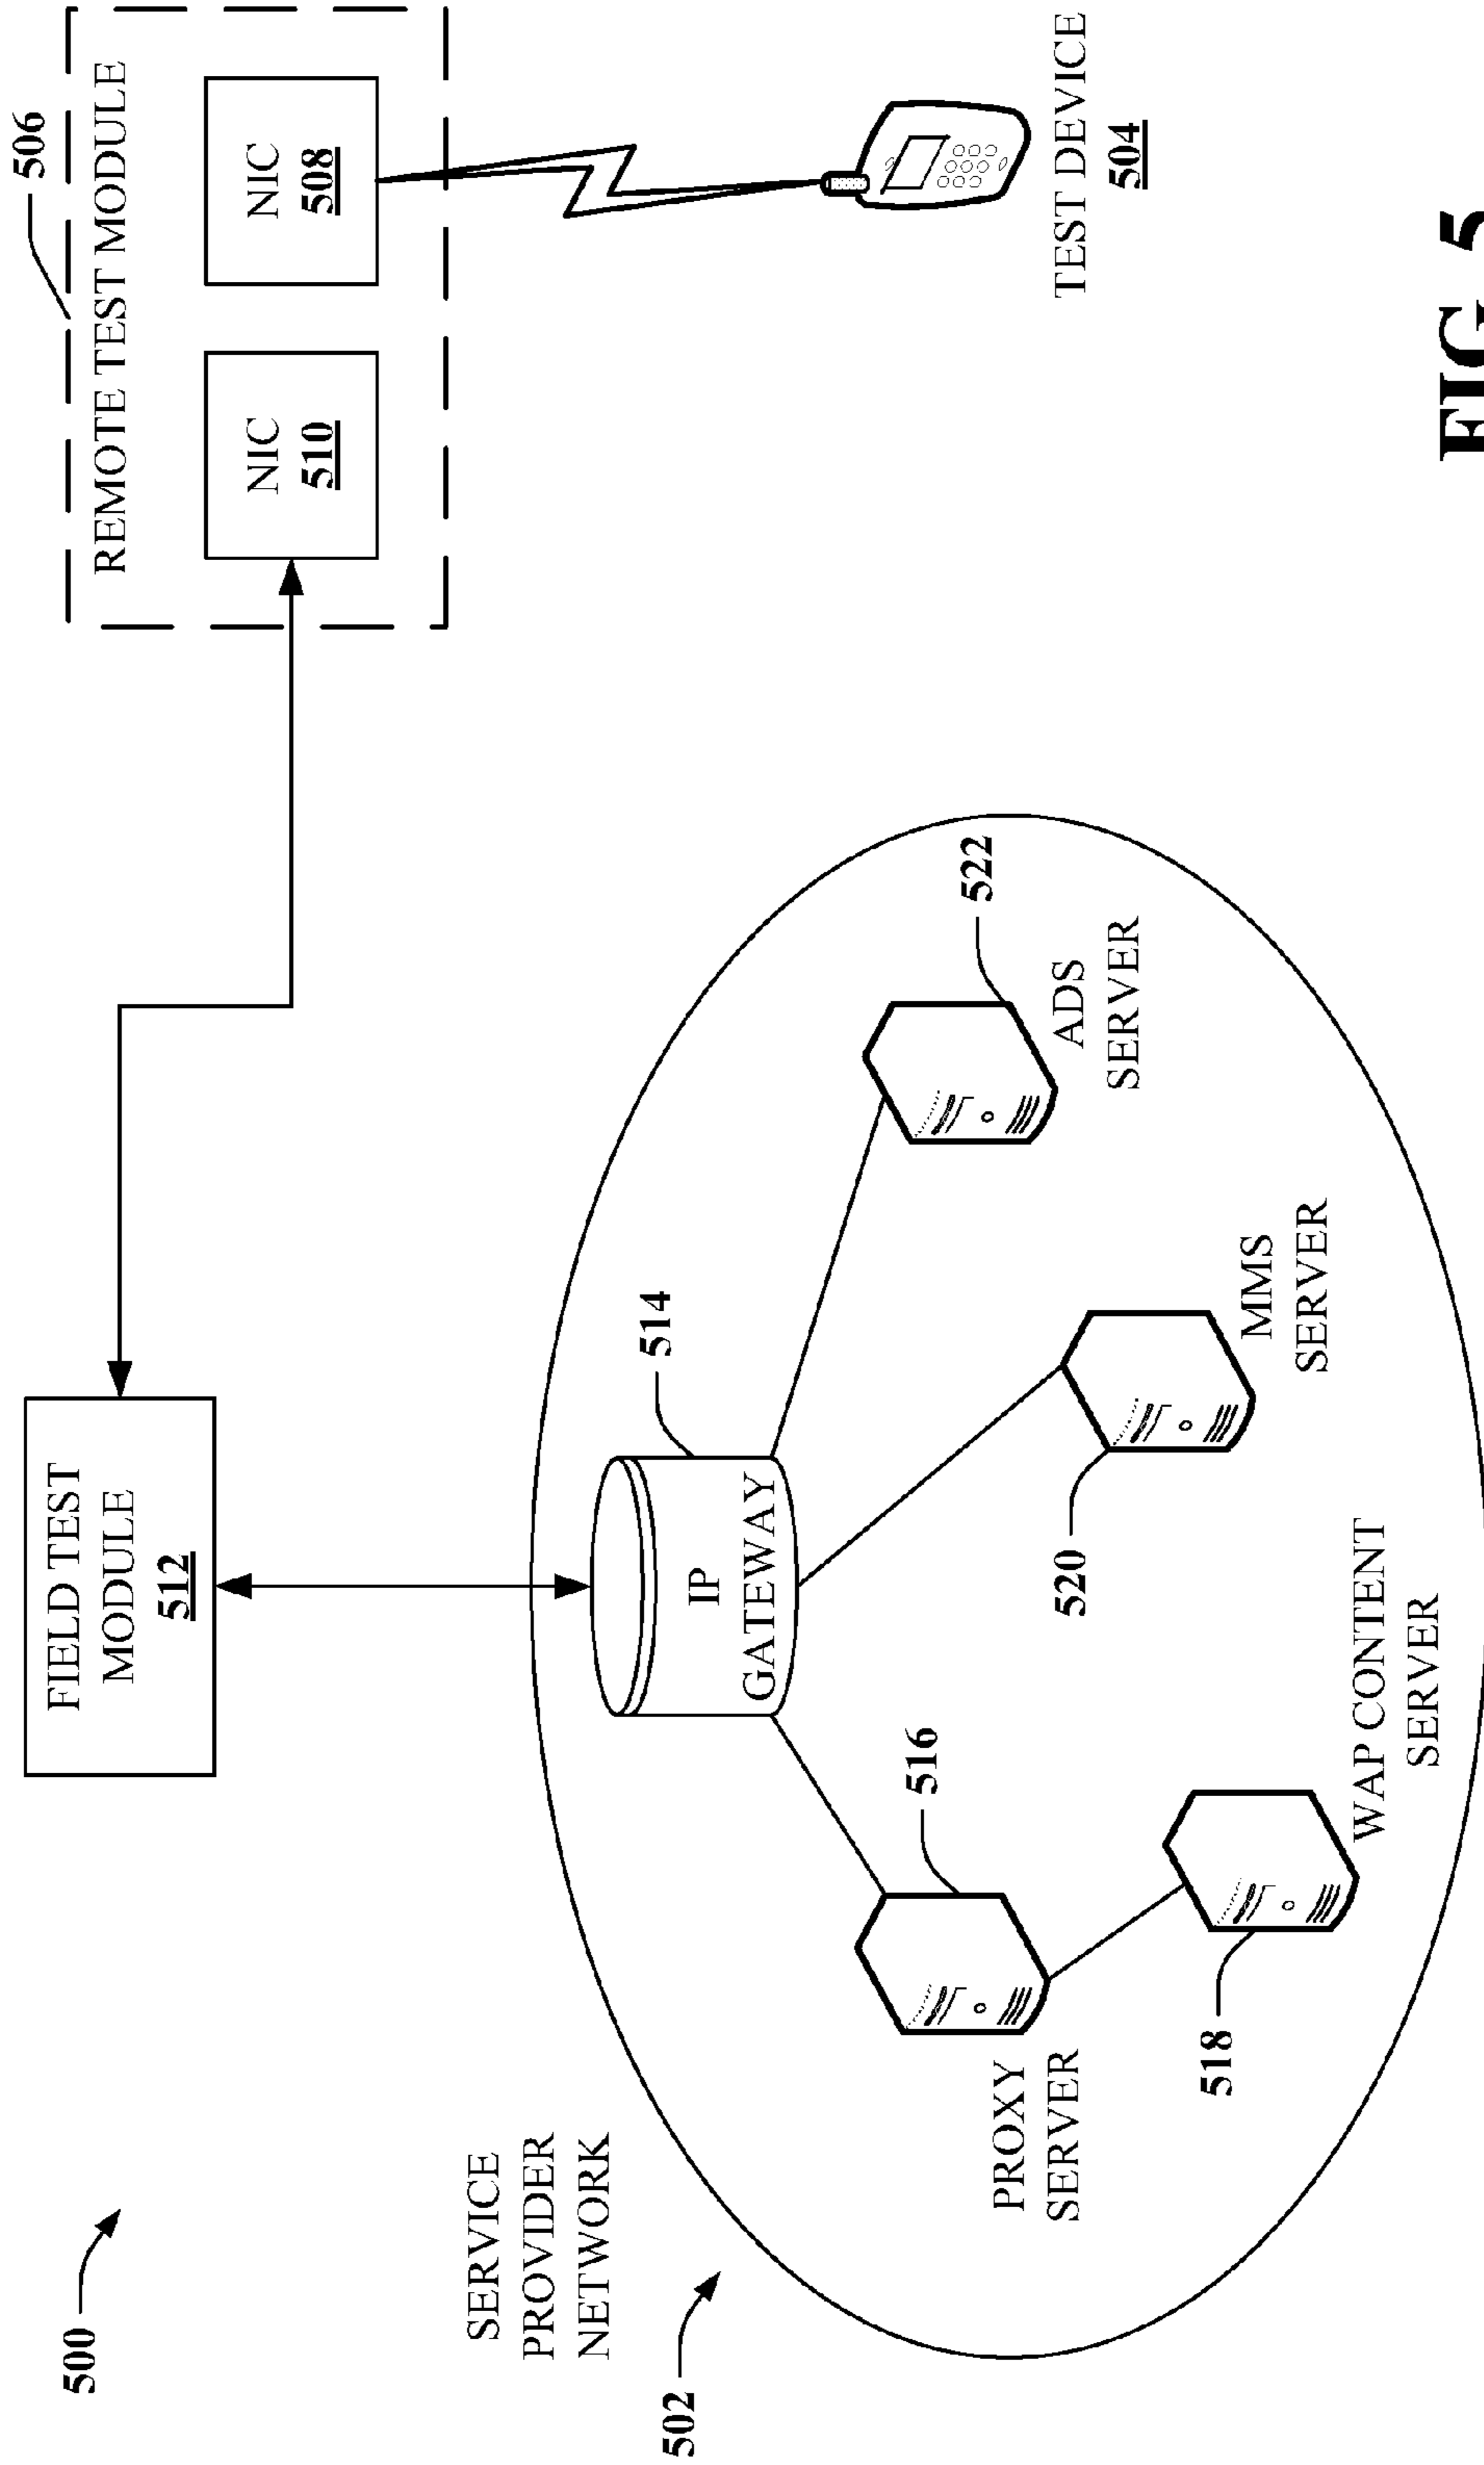 500
FIELD TEST
MODULE
512
506
REMOTE TEST MODULE
NIC
510
NIC
508
SERVICE
PROVIDER
NETWORK
502
514
IP
GATEWAY
516
PROXY
SERVER
522
ADS
SERVER
TEST DEVICE
504
520
MMS
SERVER
518
WAP CONTENT
SERVER
FIG 5